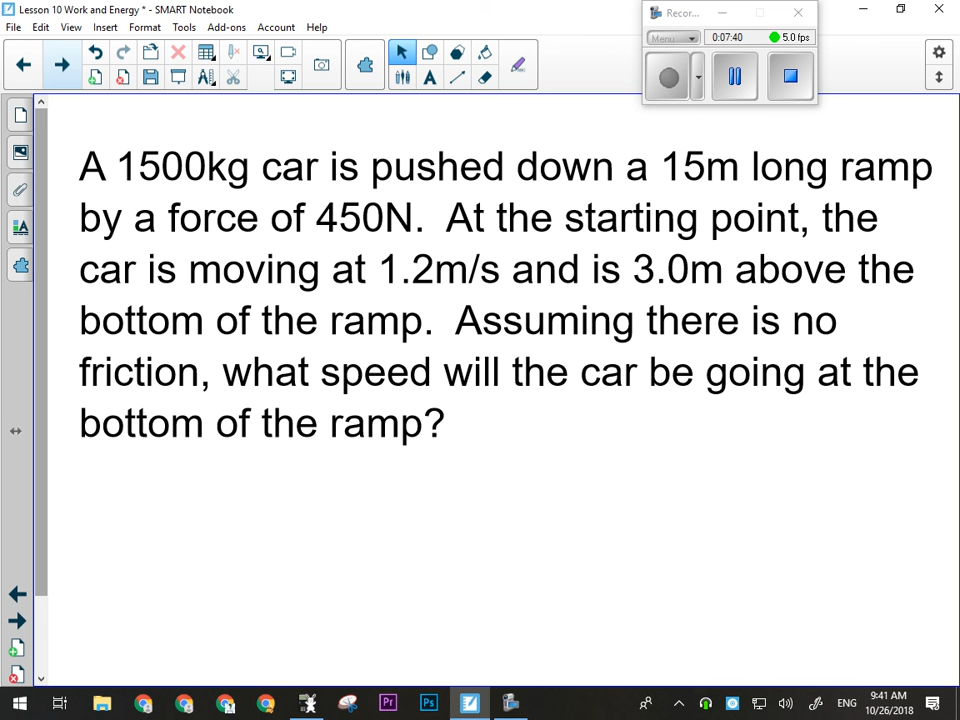 Lesson 10 Work and Energy * - SMART Notebook
Recor...
File Edit View Insert Format Tools Add-ons Account Help
Menu 0:07:40 5.0 fps
A 1500kg car is pushed down a 15m long ramp
by a force of 450N. At the starting point, the
car is moving at 1.2m/s and is 3.0m above the
bottom of the ramp. Assuming there is no
friction, what speed will the car be going at the
bottom of the ramp?
Pr Ps ENG 9:41 AM
10/26/2018